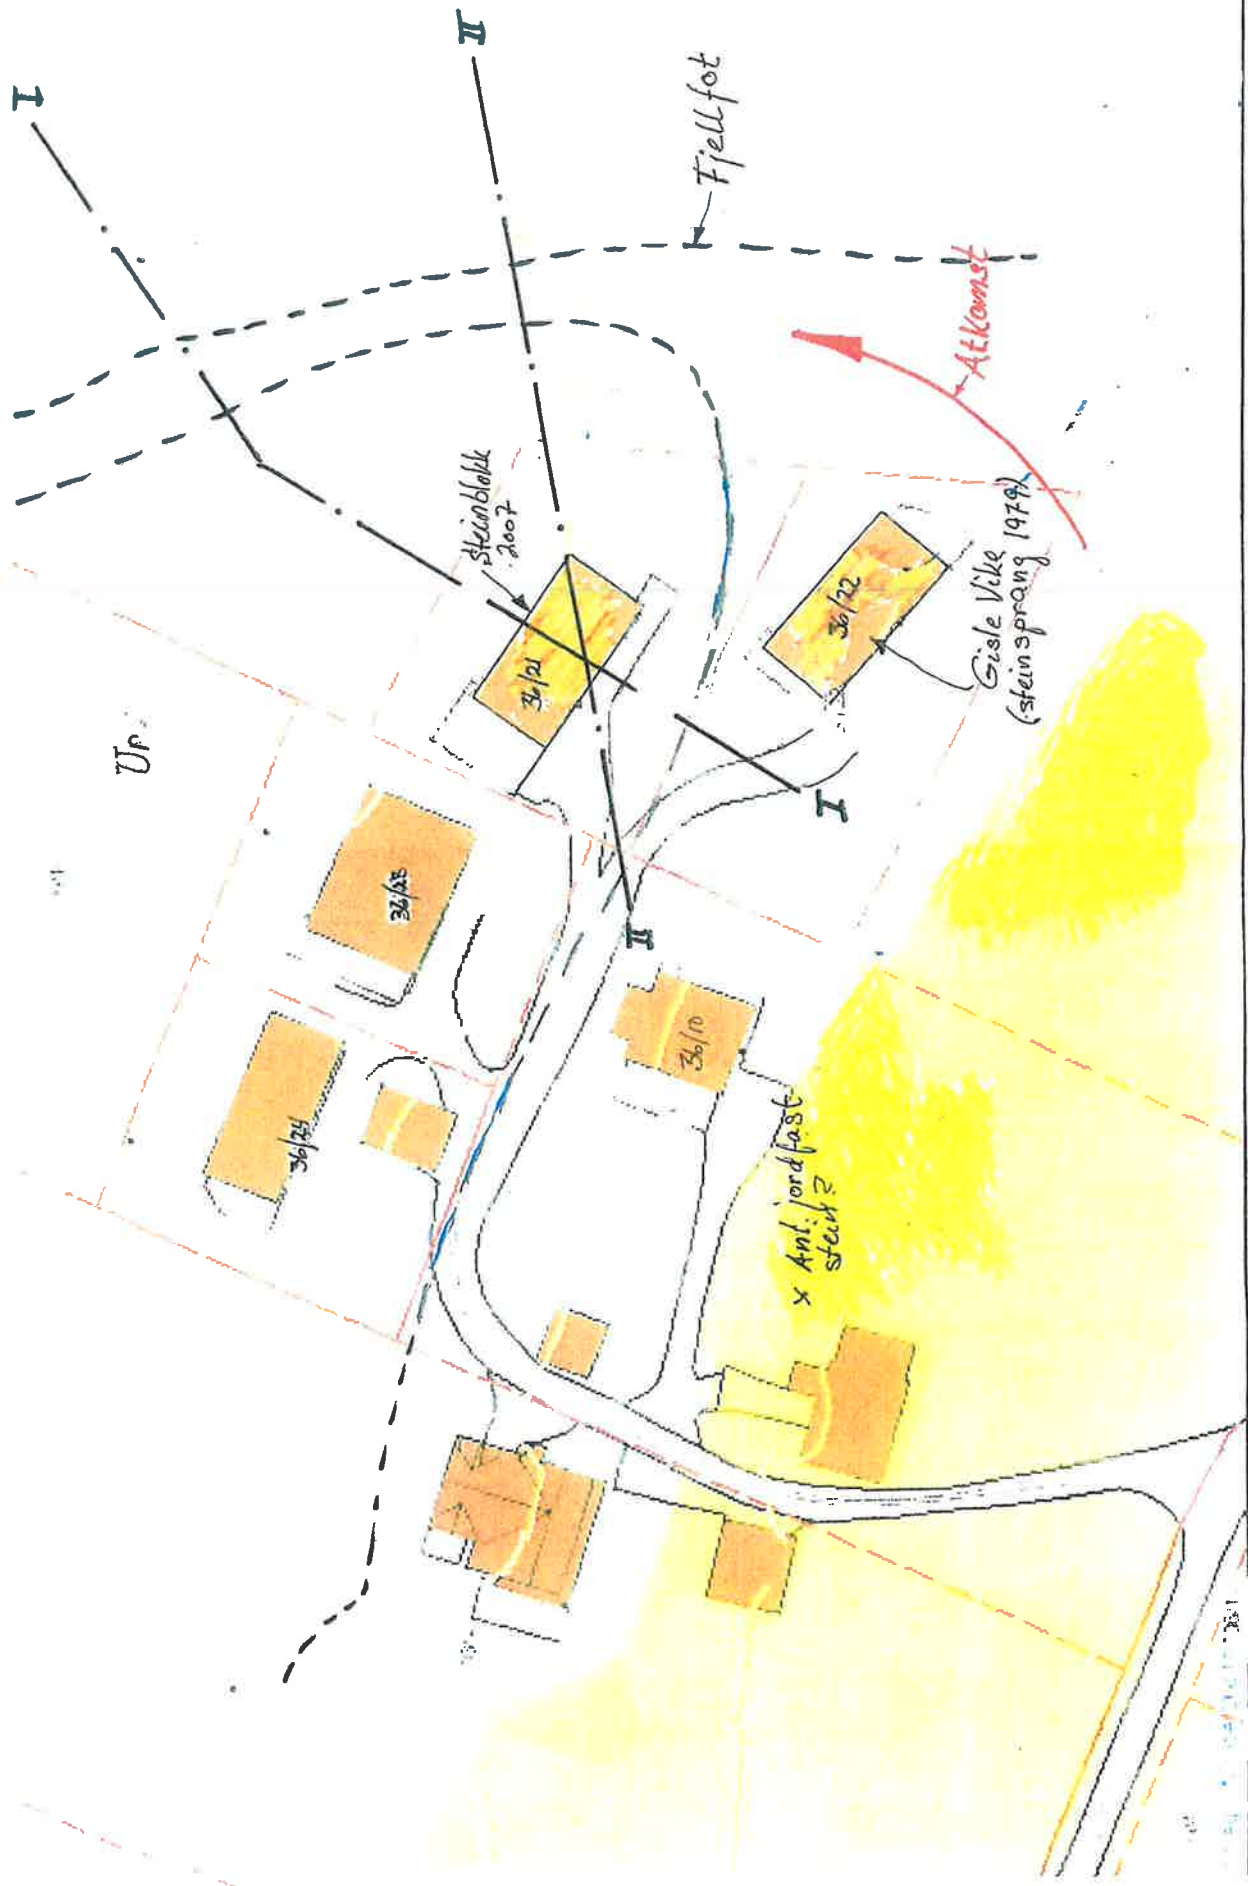 I
II
Fjellfot
Atkomst
Steinblokk
2007
36/21
36/22
Gisle Vike
(steinsprang 1979)
Ur
36/23
I
II
36/24
36/10
x Ant. jordfast
stein?